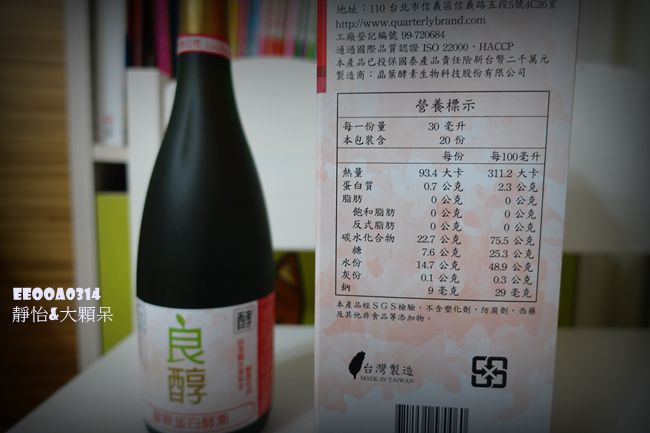 地址：110 台北市信義區信義路五段5號4C26室
http://www.quarterlybrand.com
工廠登記編號 99-720684
通過國際品質認證 ISO 22000、HACCP
本產品已投保國泰產品責任險新台幣二千萬元
製造商：晶葉酵素生物科技股份有限公司
營養標示
每一份量 30 毫升
本包裝含 20 份
每份 每100毫升
熱量 93.4 大卡 311.2 大卡
蛋白質 0.7 公克 2.3 公克
脂肪 0 公克 0 公克
飽和脂肪 0 公克 0 公克
反式脂肪 0 公克 0 公克
碳水化合物 22.7 公克 75.5 公克
糖 7.6 公克 25.3 公克
水份 14.7 公克 48.9 公克
灰份 0.1 公克 0.3 公克
鈉 9 毫克 29 毫克
本產品經SGS檢驗，不含塑化劑，防腐劑，西藥
及其他非食品等添加物。
台灣製造
MADE IN TAIWAN
酵
良醇
蛋白酵素
EE00A0314
靜怡&大顆呆